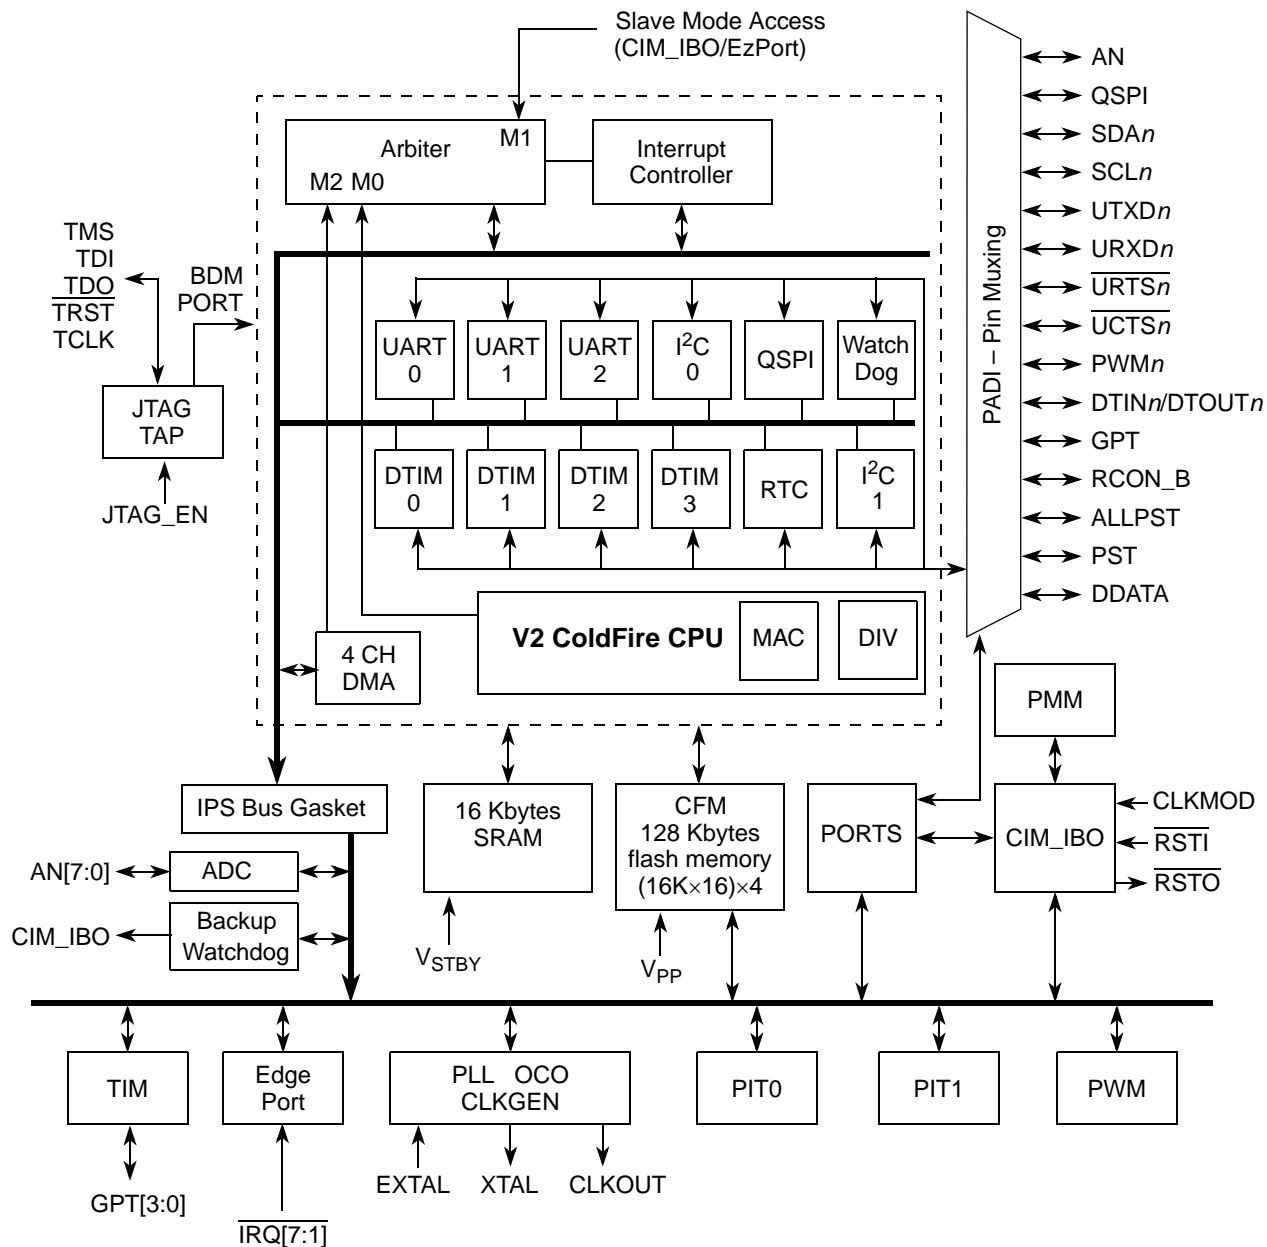 Slave Mode Access
(CIM_IBO/EzPort)
Arbiter
M1
M2 M0
Interrupt
Controller
TMS
TDI
TDO
TRST
TCLK
BDM
PORT
JTAG
TAP
JTAG_EN
UART
0
UART
1
UART
2
I²C
0
QSPI
Watch
Dog
DTIM
0
DTIM
1
DTIM
2
DTIM
3
RTC
I²C
1
V2 ColdFire CPU
MAC
DIV
4 CH
DMA
PADI – Pin Muxing
AN
QSPI
SDAn
SCLn
UTXDn
URXDn
URTSn
UCTSn
PWMn
DTINn/DTOUTn
GPT
RCON_B
ALLPST
PST
DDATA
PMM
IPS Bus Gasket
16 Kbytes
SRAM
CFM
128 Kbytes
flash memory
(16K×16)×4
PORTS
CIM_IBO
CLKMOD
RSTI
RSTO
AN[7:0]
ADC
CIM_IBO
Backup
Watchdog
VSTBY
VPP
TIM
Edge
Port
PLL OCO
CLKGEN
PIT0
PIT1
PWM
GPT[3:0]
IRQ[7:1]
EXTAL
XTAL
CLKOUT